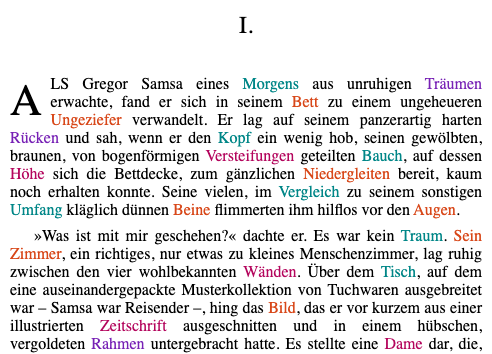 I.
ALS Gregor Samsa eines Morgens aus unruhigen Träumen
erwachte, fand er sich in seinem Bett zu einem ungeheueren
Ungeziefer verwandelt. Er lag auf seinem panzerartig harten
Rücken und sah, wenn er den Kopf ein wenig hob, seinen gewölbten,
braunen, von bogenförmigen Versteifungen geteilten Bauch, auf dessen
Höhe sich die Bettdecke, zum gänzlichen Niedergleiten bereit, kaum
noch erhalten konnte. Seine vielen, im Vergleich zu seinem sonstigen
Umfang kläglich dünnen Beine flimmerten ihm hilflos vor den Augen.
»Was ist mit mir geschehen?« dachte er. Es war kein Traum. Sein
Zimmer, ein richtiges, nur etwas zu kleines Menschenzimmer, lag ruhig
zwischen den vier wohlbekannten Wänden. Über dem Tisch, auf dem
eine auseinandergepackte Musterkollektion von Tuchwaren ausgebreitet
war – Samsa war Reisender –, hing das Bild, das er vor kurzem aus einer
illustrierten Zeitschrift ausgeschnitten und in einem hübschen,
vergoldeten Rahmen untergebracht hatte. Es stellte eine Dame dar, die,